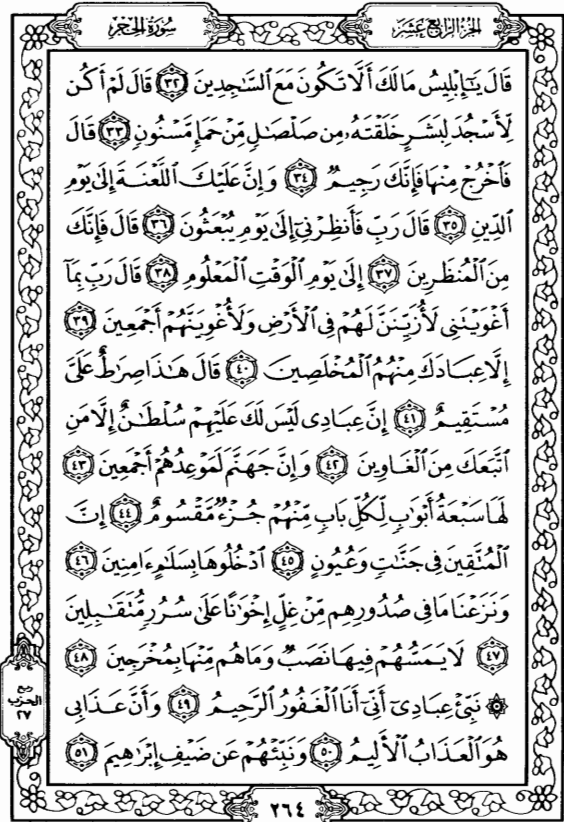 الجزء الرابع عشر
سورة الحجر
قَالَ يَٰٓإِبْلِيسُ مَا لَكَ أَلَّا تَكُونَ مَعَ ٱلسَّٰجِدِينَ ٣٢ قَالَ لَمْ أَكُن
لِّأَسْجُدَ لِبَشَرٍ خَلَقْتَهُۥ مِن صَلْصَٰلٍ مِّنْ حَمَإٍ مَّسْنُونٍ ٣٣ قَالَ
فَٱخْرُجْ مِنْهَا فَإِنَّكَ رَجِيمٌ ٣٤ وَإِنَّ عَلَيْكَ ٱللَّعْنَةَ إِلَىٰ يَوْمِ
ٱلدِّينِ ٣٥ قَالَ رَبِّ فَأَنظِرْنِىٓ إِلَىٰ يَوْمِ يُبْعَثُونَ ٣٦ قَالَ فَإِنَّكَ
مِنَ ٱلْمُنظَرِينَ ٣٧ إِلَىٰ يَوْمِ ٱلْوَقْتِ ٱلْمَعْلُومِ ٣٨ قَالَ رَبِّ بِمَآ
أَغْوَيْتَنِى لَأُزَيِّنَنَّ لَهُمْ فِى ٱلْأَرْضِ وَلَأُغْوِيَنَّهُمْ أَجْمَعِينَ ٣٩
إِلَّا عِبَادَكَ مِنْهُمُ ٱلْمُخْلَصِينَ ٤٠ قَالَ هَٰذَا صِرَٰطٌ عَلَىَّ
مُسْتَقِيمٌ ٤١ إِنَّ عِبَادِى لَيْسَ لَكَ عَلَيْهِمْ سُلْطَٰنٌ إِلَّا مَنِ
ٱتَّبَعَكَ مِنَ ٱلْغَاوِينَ ٤٢ وَإِنَّ جَهَنَّمَ لَمَوْعِدُهُمْ أَجْمَعِينَ ٤٣
لَهَا سَبْعَةُ أَبْوَٰبٍ لِّكُلِّ بَابٍ مِّنْهُمْ جُزْءٌ مَّقْسُومٌ ٤٤ إِنَّ
ٱلْمُتَّقِينَ فِى جَنَّٰتٍ وَعُيُونٍ ٤٥ ٱدْخُلُوهَا بِسَلَٰمٍ ءَامِنِينَ ٤٦
وَنَزَعْنَا مَا فِى صُدُورِهِم مِّنْ غِلٍّ إِخْوَٰنًا عَلَىٰ سُرُرٍ مُّتَقَٰبِلِينَ
٤٧ لَا يَمَسُّهُمْ فِيهَا نَصَبٌ وَمَا هُم مِّنْهَا بِمُخْرَجِينَ ٤٨
۞ نَبِّئْ عِبَادِىٓ أَنِّىٓ أَنَا ٱلْغَفُورُ ٱلرَّحِيمُ ٤٩ وَأَنَّ عَذَابِى
هُوَ ٱلْعَذَابُ ٱلْأَلِيمُ ٥٠ وَنَبِّئْهُمْ عَن ضَيْفِ إِبْرَٰهِيمَ ٥١
ربع
الحزب
٢٧
٢٦٤